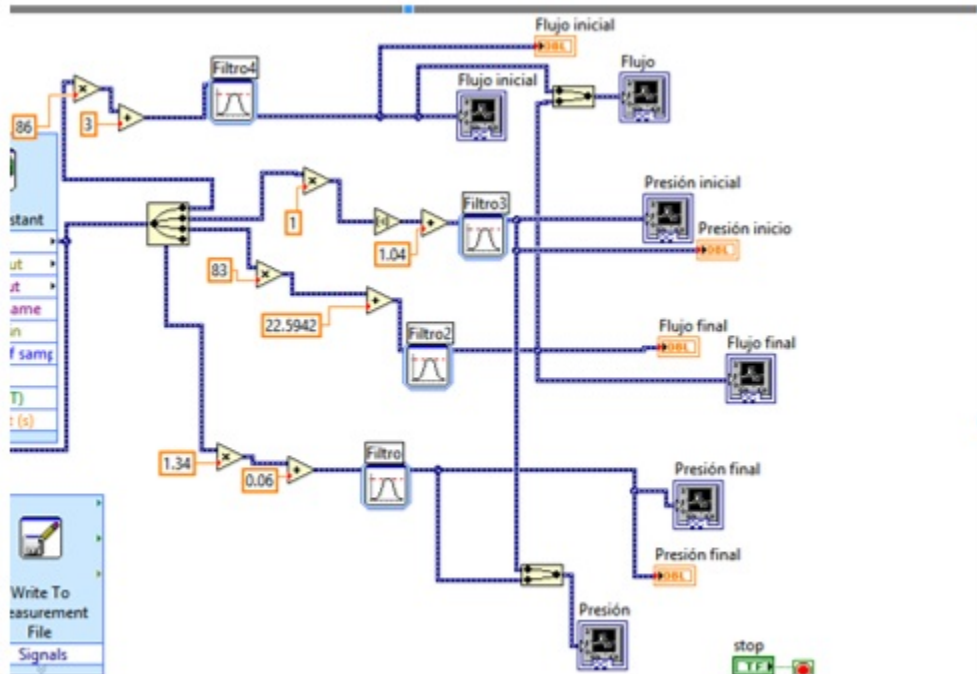 Flujo inicial
DBL
Flujo
Filtro4
Flujo inicial
86
3
stant
ut
ut
ame
in
f samp
T)
t (s)
Presión inicial
Filtro3
1
1.04
Presión inicio
DBL
83
22.5942
Filtro2
Flujo final
DBL
Flujo final
1.34
0.06
Filtro
Presión final
Presión final
DBL
Write To
easurement
File
Signals
Presión
stop
TF